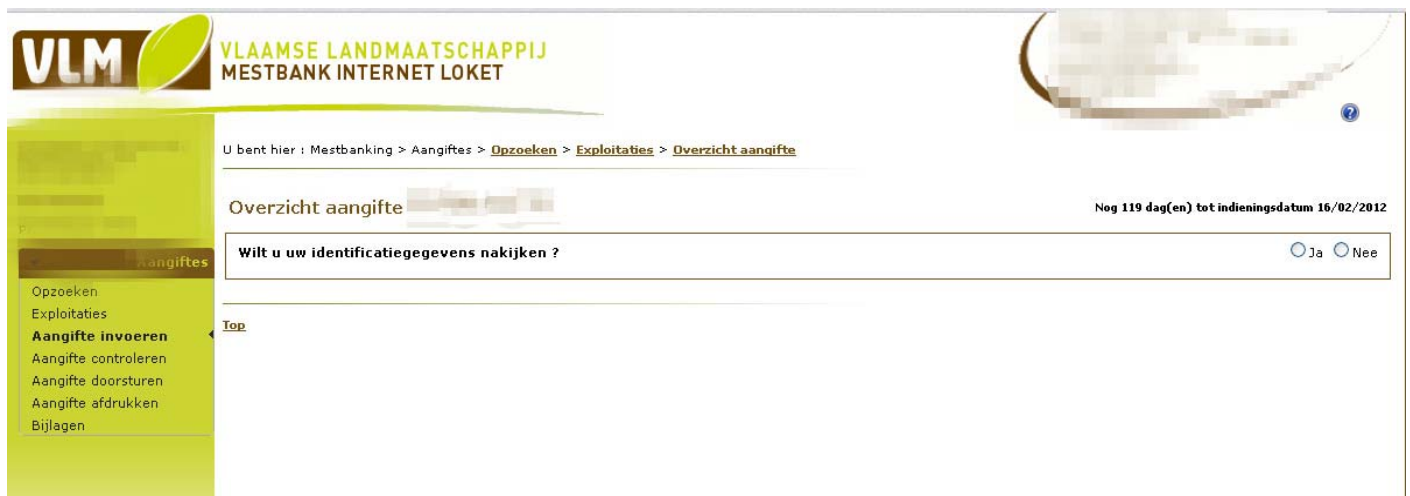 VLM
VLAAMSE LANDMAATSCHAPPIJ
MESTBANK INTERNET LOKET
?
U bent hier : Mestbanking > Aangiftes > Opzoeken > Exploitaties > Overzicht aangifte
Overzicht aangifte
Nog 119 dag(en) tot indieningsdatum 16/02/2012
Wilt u uw identificatiegegevens nakijken ?
Ja Nee
Top
Aangiftes
Opzoeken
Exploitaties
Aangifte invoeren
Aangifte controleren
Aangifte doorsturen
Aangifte afdrukken
Bijlagen